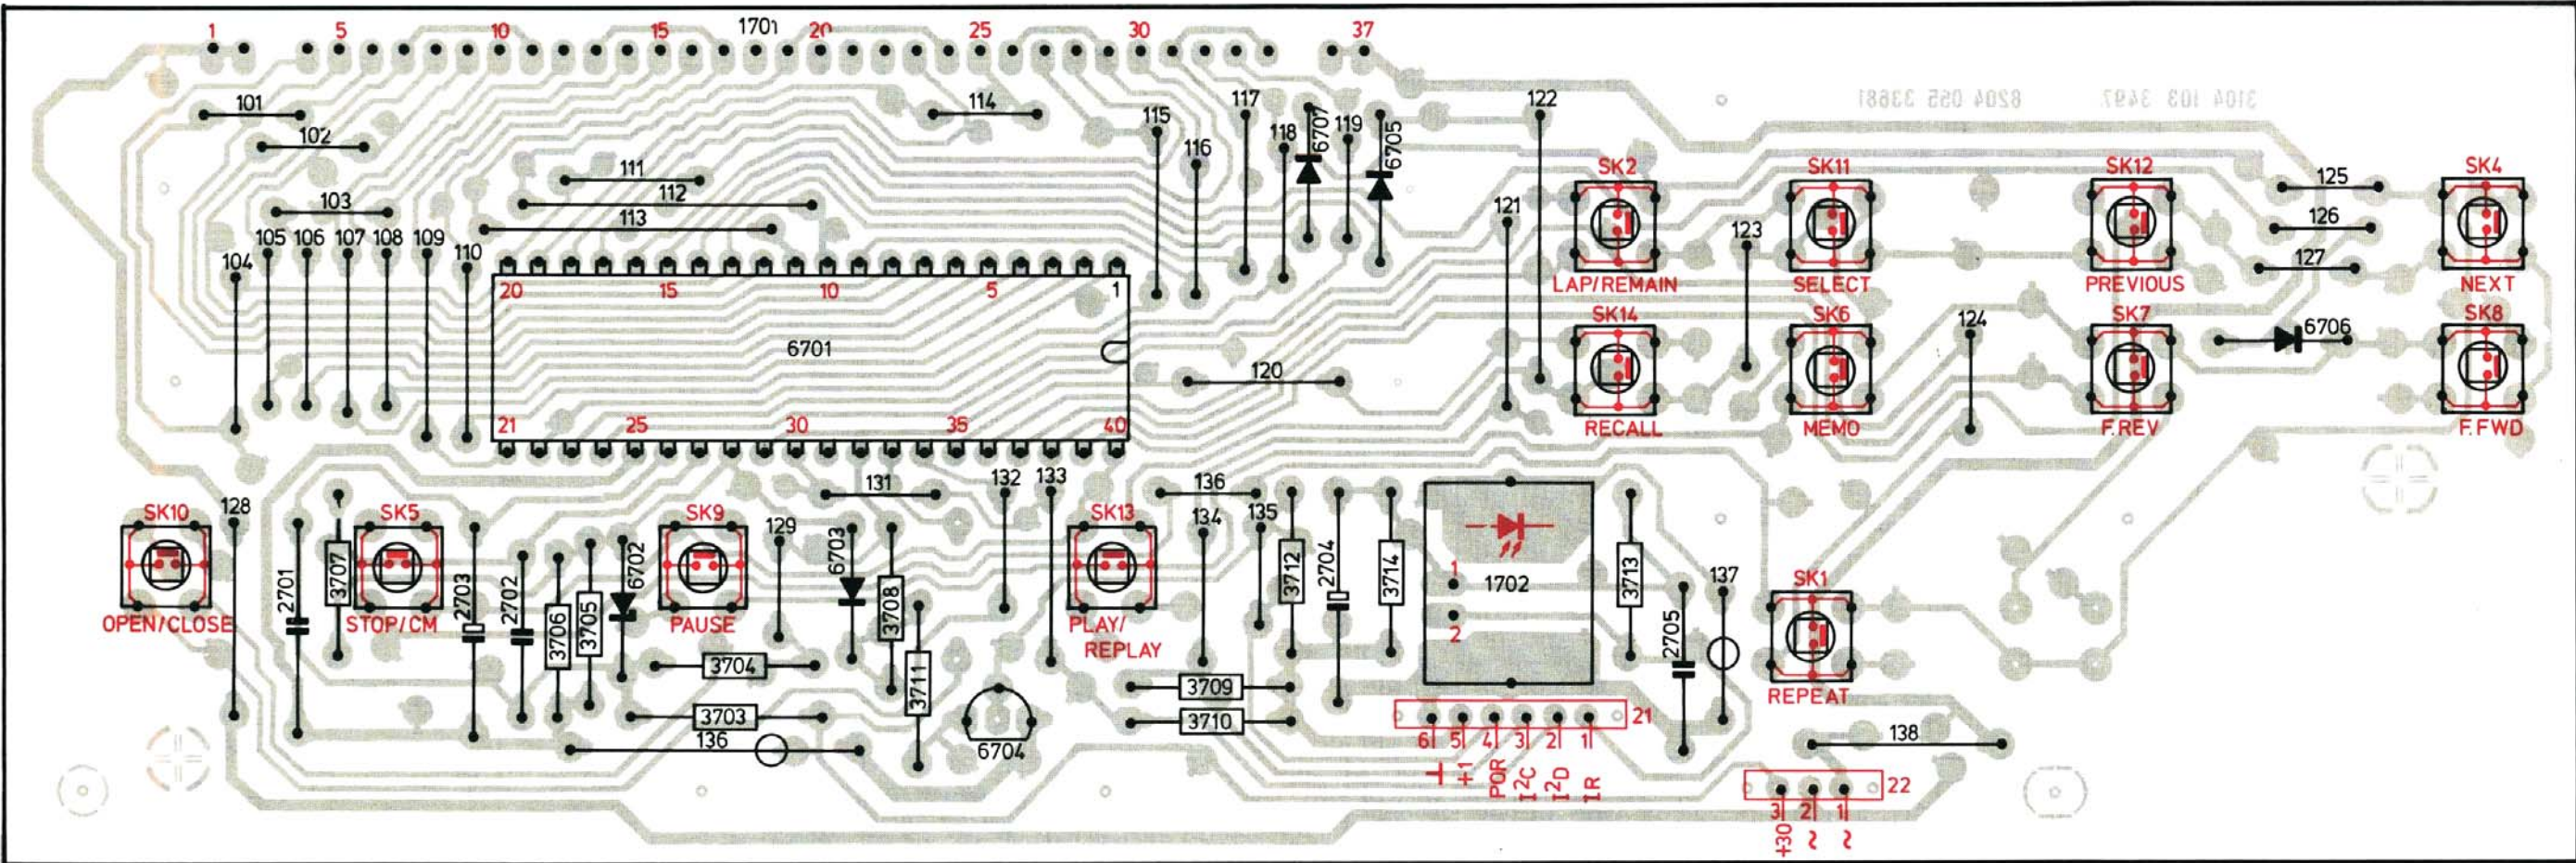 1 5 10 15 1701 20 25 30 37
101 114 115 117 118 6707 119 6705 122
8204 065 33681 3104 103 3497.
102 116
111 112 113
103
104 105 106 107 108 109 110
SK2 SK11 SK12 125 SK4
121 123 126 127
LAP/REMAIN SELECT PREVIOUS NEXT
20 15 10 5 1
6701
SK14 SK6 124 SK7 6706 SK8
120
21 25 30 35 40
RECALL MEMO F.REV F.FWD
131 132 133 136
SK10 128 SK5 SK9 129 SK13 134 135
2701 3707 2703 2702 3706 3705 6702 6703 3708 3712 2704 3714 1 1702 2 3713 2705 137 SK1
OPEN/CLOSE STOP/CM PAUSE PLAY/
REPLAY
3704 3711 3709 REPEAT
3703 3710 21
136 6704 6 5 4 3 2 1 138
⊥ +1 POR I²C I²D IR
22
3 2 1
+30 ~ ~